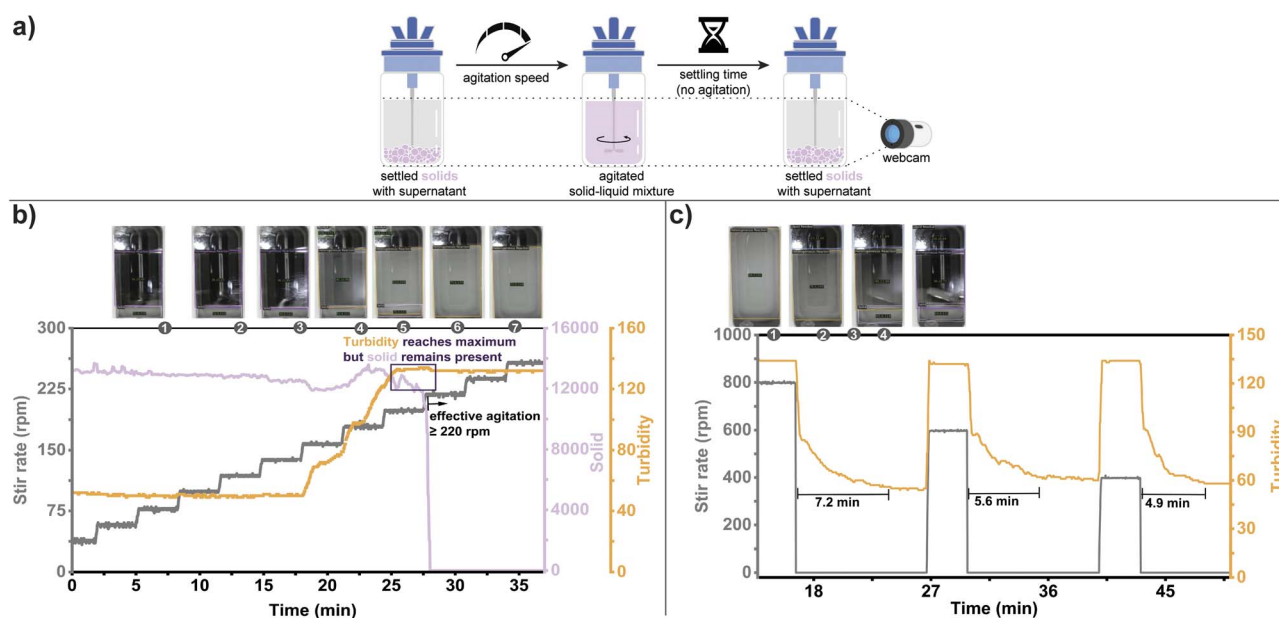 a)
agitation speed
settling time
(no agitation)
webcam
settled solids
with supernatant
agitated
solid-liquid mixture
settled solids
with supernatant
b)
1 2 3 4 5 6 7
Turbidity reaches maximum
but solid remains present
effective agitation
≥ 220 rpm
Stir rate (rpm)
300
225
150
75
0
Solid
16000
14000
12000
10000
8000
6000
4000
2000
0
Turbidity
160
120
80
40
0
0 5 10 15 20 25 30 35
Time (min)
c)
1 2 3 4
Stir rate (rpm)
1000
800
600
400
200
0
7.2 min
5.6 min
4.9 min
Turbidity
150
120
90
60
30
0
18 27 36 45
Time (min)